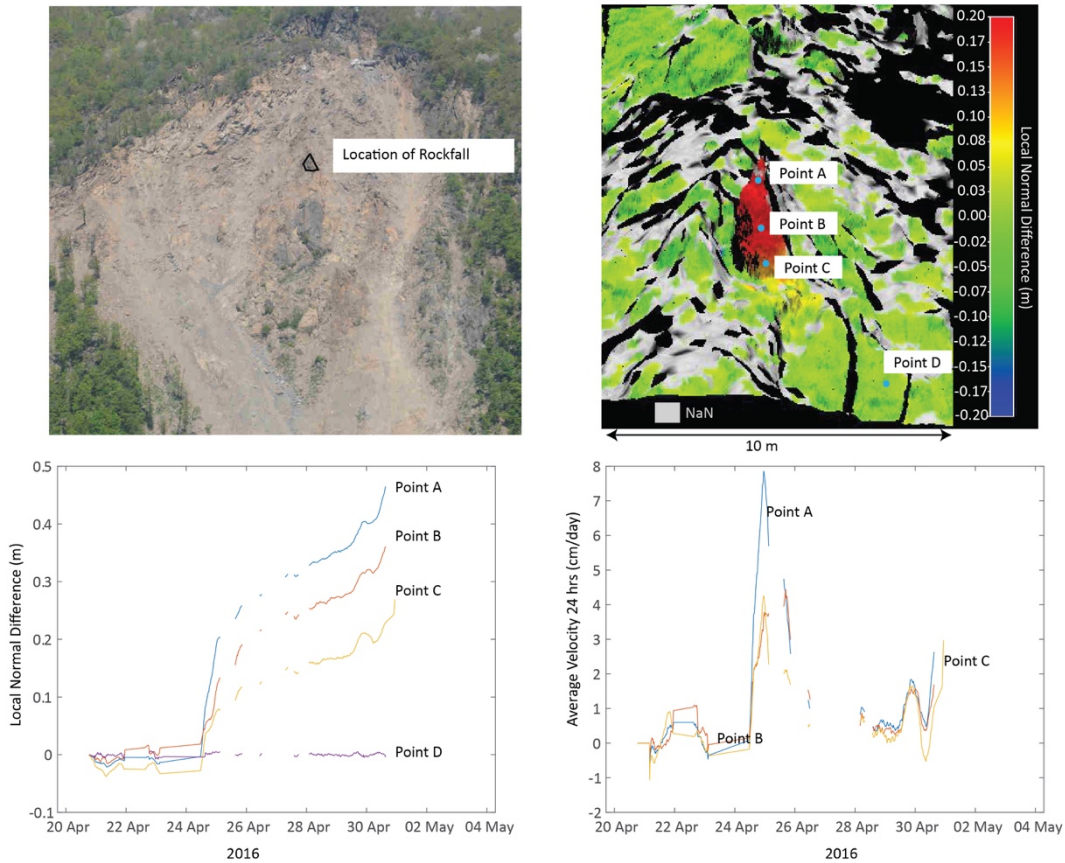 Location of Rockfall
Point A
Point B
Point C
Point D
NaN
10 m
0.20
0.17
0.15
0.13
0.10
0.08
0.05
0.03
0.00
-0.02
-0.05
-0.07
-0.10
-0.12
-0.15
-0.17
-0.20
Local Normal Difference (m)
0.5
0.4
0.3
0.2
0.1
0
-0.1
Local Normal Difference (m)
Point A
Point B
Point C
Point D
20 Apr 22 Apr 24 Apr 26 Apr 28 Apr 30 Apr 02 May 04 May
2016
8
7
6
5
4
3
2
1
0
-1
-2
Average Velocity 24 hrs (cm/day)
Point A
Point B
Point C
20 Apr 22 Apr 24 Apr 26 Apr 28 Apr 30 Apr 02 May 04 May
2016